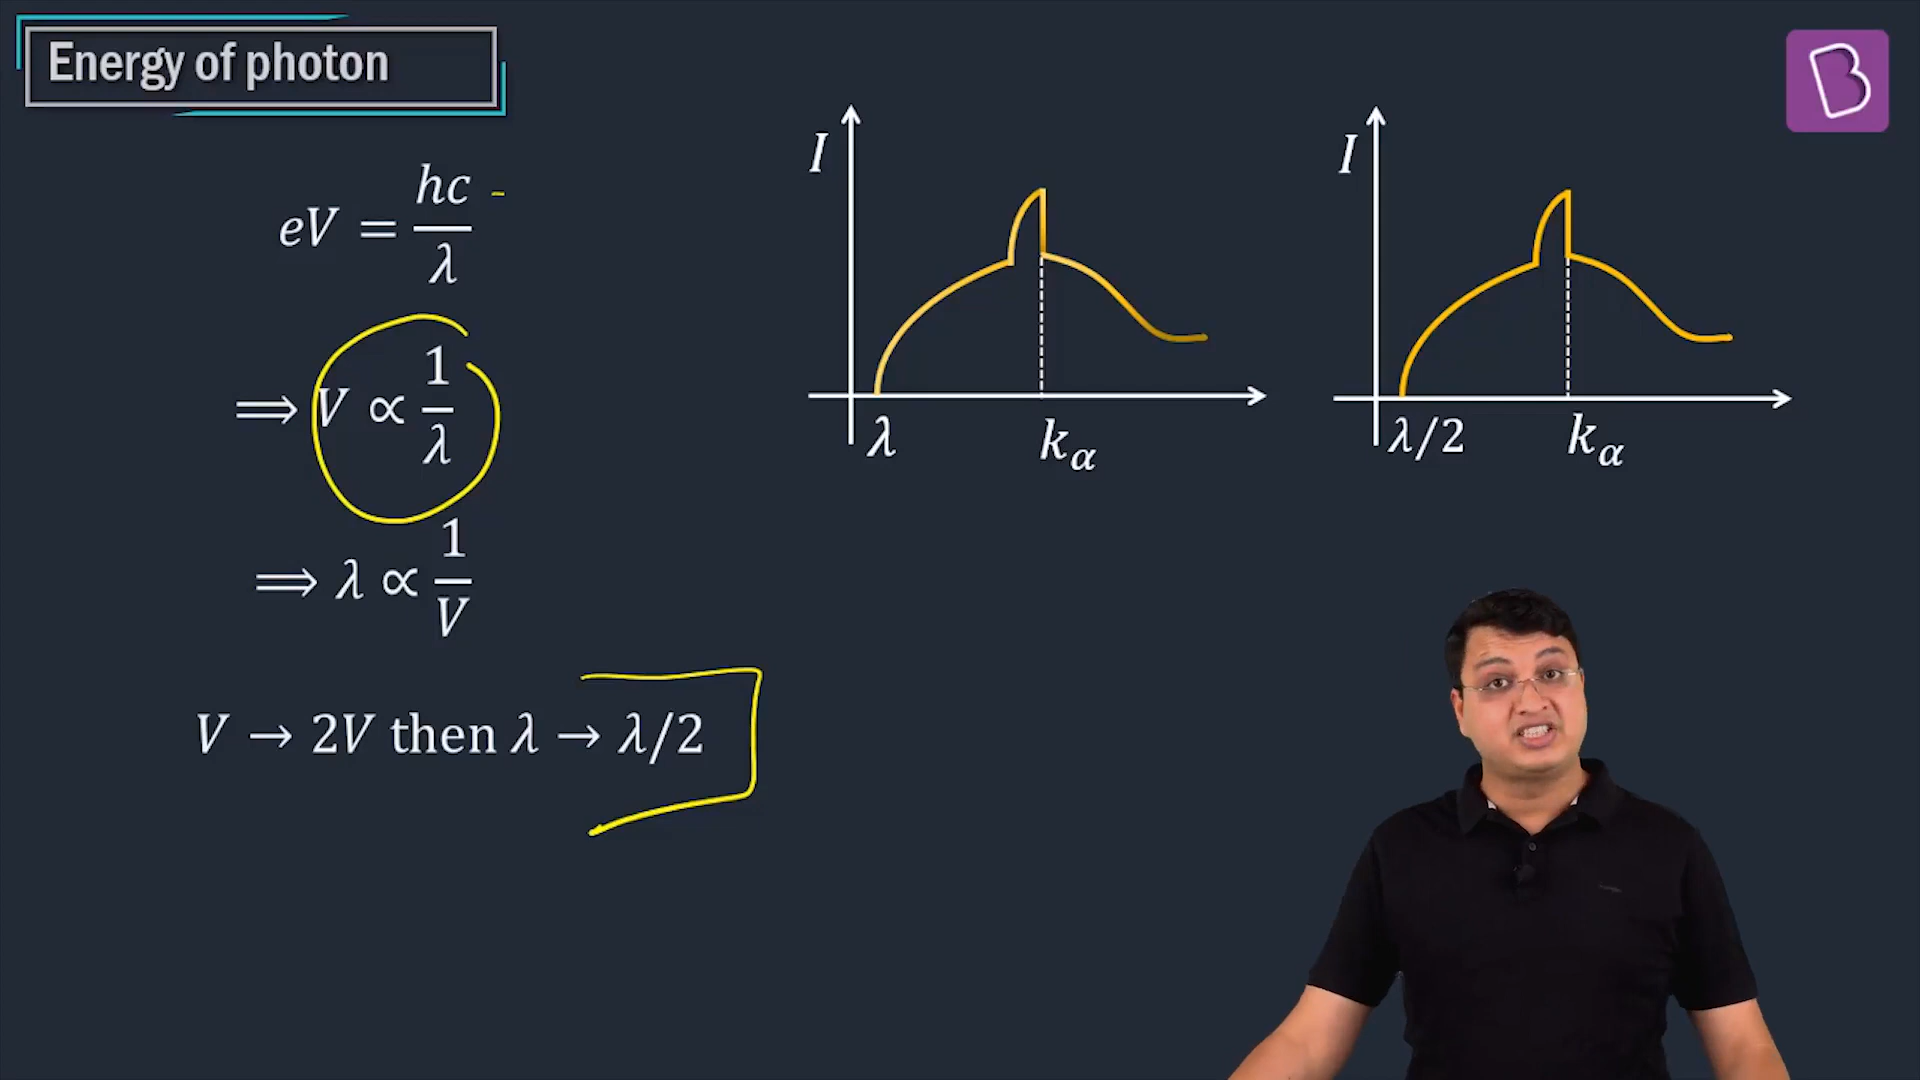 Energy of photon
eV = hc/λ
⟹ V ∝ 1/λ
⟹ λ ∝ 1/V
V → 2V then λ → λ/2
I
λ
kα
I
λ/2
kα
B